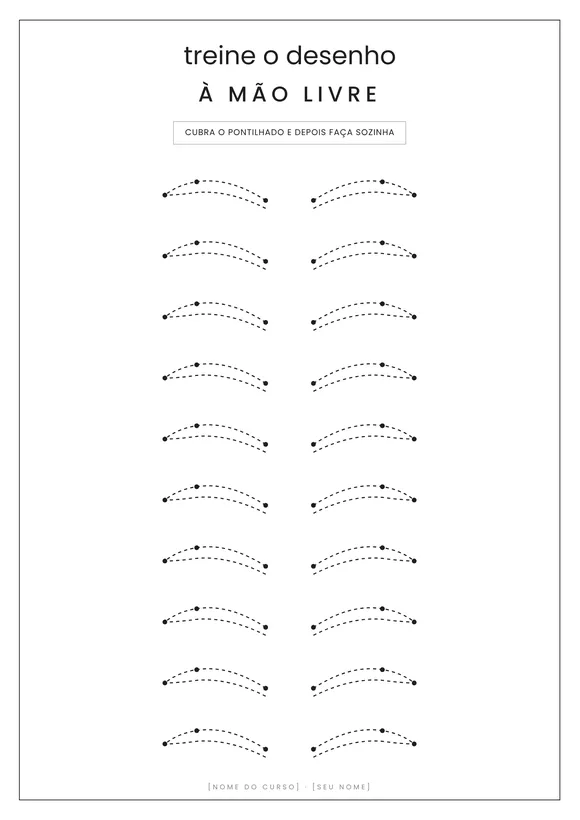 treine o desenho
À MÃO LIVRE
CUBRA O PONTILHADO E DEPOIS FAÇA SOZINHA
[NOME DO CURSO] · [SEU NOME]